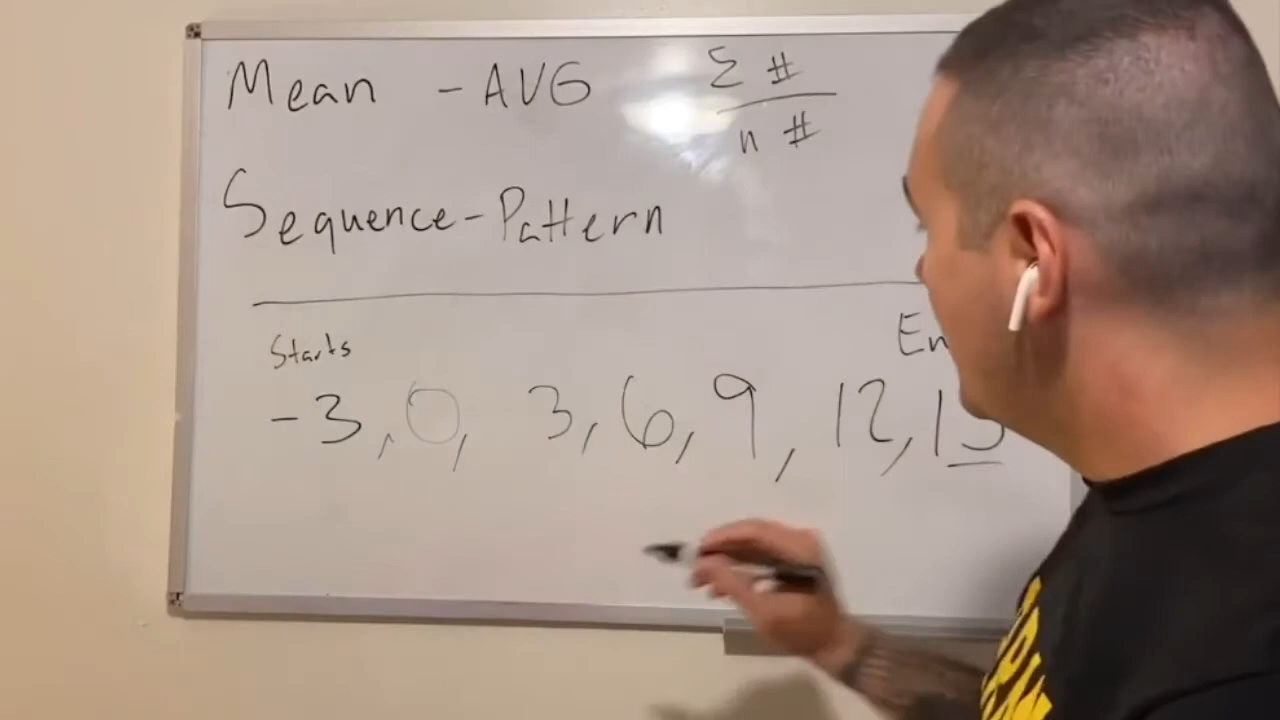 Mean - AVG Σ #
n #
Sequence - Pattern
Starts
-3, 0, 3, 6, 9, 12, 15